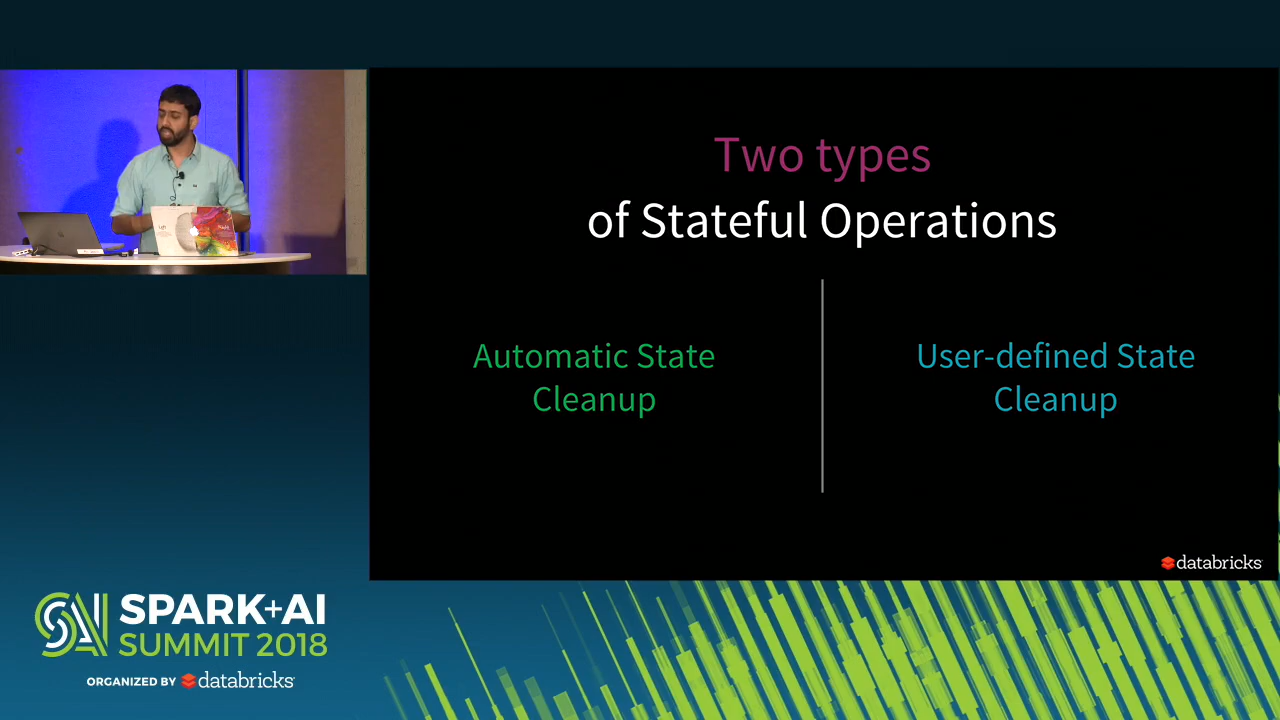 Two types
of Stateful Operations
Automatic State
Cleanup
User-defined State
Cleanup
databricks
SPARK+AI
SUMMIT 2018
ORGANIZED BY databricks